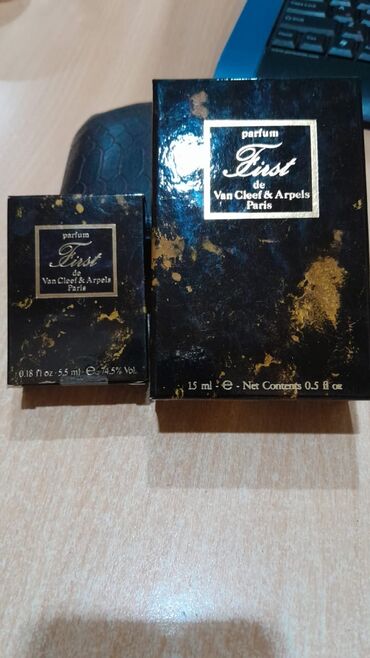 parfum
First
de
Van Cleef & Arpels
Paris
0.18 fl oz - 5,5 ml - ℮ - 74.5% Vol.
parfum
First
de
Van Cleef & Arpels
Paris
15 ml - ℮ - Net Contents 0.5 fl oz